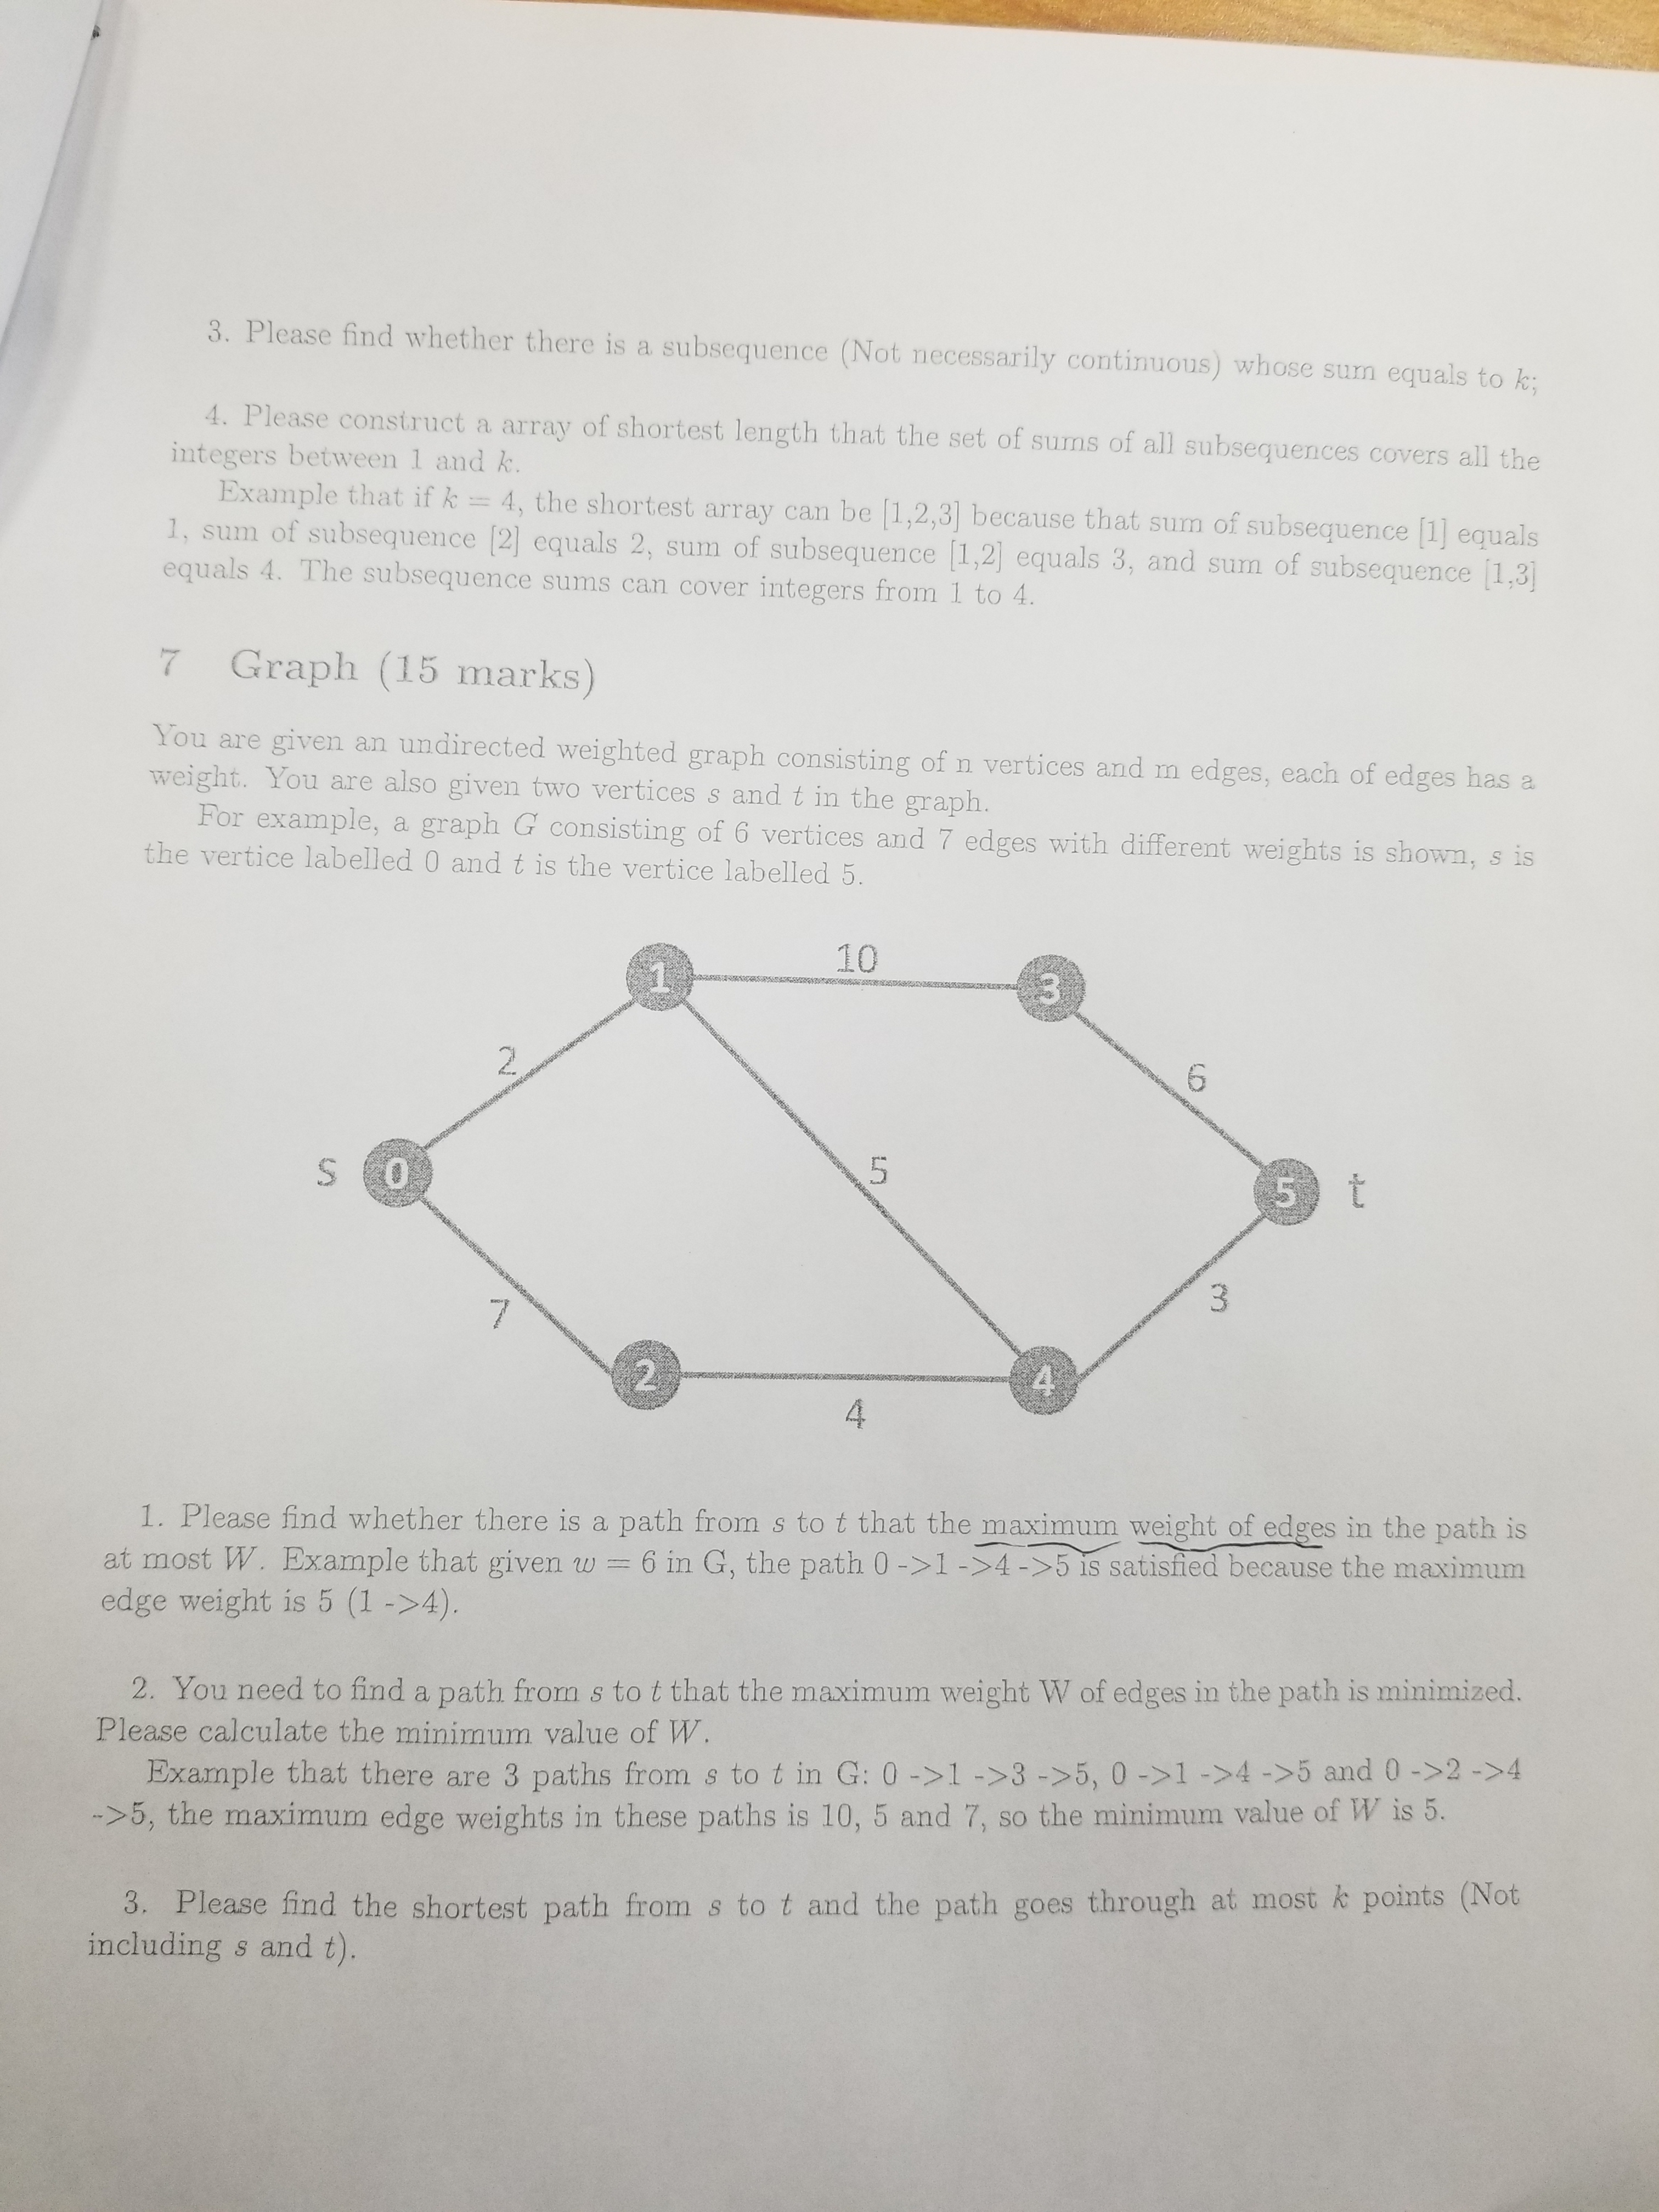 3. Please find whether there is a subsequence (Not necessarily continuous) whose sum equals to k;
4. Please construct a array of shortest length that the set of sums of all subsequences covers all the
integers between 1 and k.
Example that if k = 4, the shortest array can be [1,2,3] because that sum of subsequence [1] equals
1, sum of subsequence [2] equals 2, sum of subsequence [1,2] equals 3, and sum of subsequence [1,3]
equals 4. The subsequence sums can cover integers from 1 to 4.
7 Graph (15 marks)
You are given an undirected weighted graph consisting of n vertices and m edges, each of edges has a
weight. You are also given two vertices s and t in the graph.
For example, a graph G consisting of 6 vertices and 7 edges with different weights is shown, s is
the vertice labelled 0 and t is the vertice labelled 5.
10
1
3
2
6
5
s
0
5
t
7
3
2
4
4
1. Please find whether there is a path from s to t that the maximum weight of edges in the path is
at most W. Example that given w = 6 in G, the path 0 ->1 ->4 ->5 is satisfied because the maximum
edge weight is 5 (1 ->4).
2. You need to find a path from s to t that the maximum weight W of edges in the path is minimized.
Please calculate the minimum value of W.
Example that there are 3 paths from s to t in G: 0 ->1 ->3 ->5, 0 ->1 ->4 ->5 and 0 ->2 ->4
->5, the maximum edge weights in these paths is 10, 5 and 7, so the minimum value of W is 5.
3. Please find the shortest path from s to t and the path goes through at most k points (Not
including s and t).